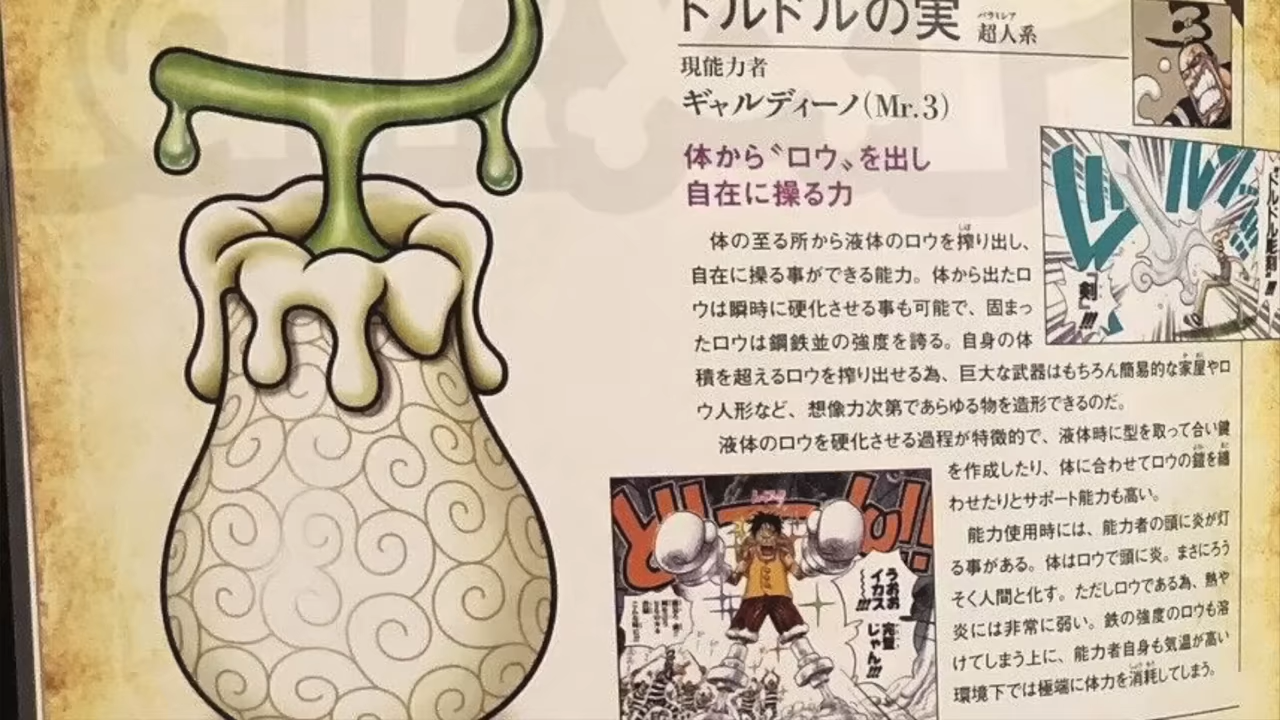 ドルドルの実 超人系
パラミシア
現能力者
ギャルディーノ(Mr.3)
体から〝ロウ〟を出し
自在に操る力
体の至る所から液体のロウを搾り出し、
自在に操る事ができる能力。体から出たロ
ウは瞬時に硬化させる事も可能で、固まっ
たロウは鋼鉄並の強度を誇る。自身の体
積を超えるロウを搾り出せる為、巨大な武器はもちろん簡易的な家屋やロ
ウ人形など、想像力次第であらゆる物を造形できるのだ。
液体のロウを硬化させる過程が特徴的で、液体時に型を取って合い鍵
を作成したり、体に合わせてロウの鎧を纏
わせたりとサポート能力も高い。
能力使用時には、能力者の頭に炎が灯
る事がある。体はロウで頭に炎。まさにろう
そく人間と化す。ただしロウである為、熱や
炎には非常に弱い。鉄の強度のロウも溶
けてしまう上に、能力者自身も気温が高い
環境下では極端に体力を消耗してしまう。
"ドルドル彫刻"!!!
「剣」!!!
どーん!!
うおお
イカス
じゃん!!!